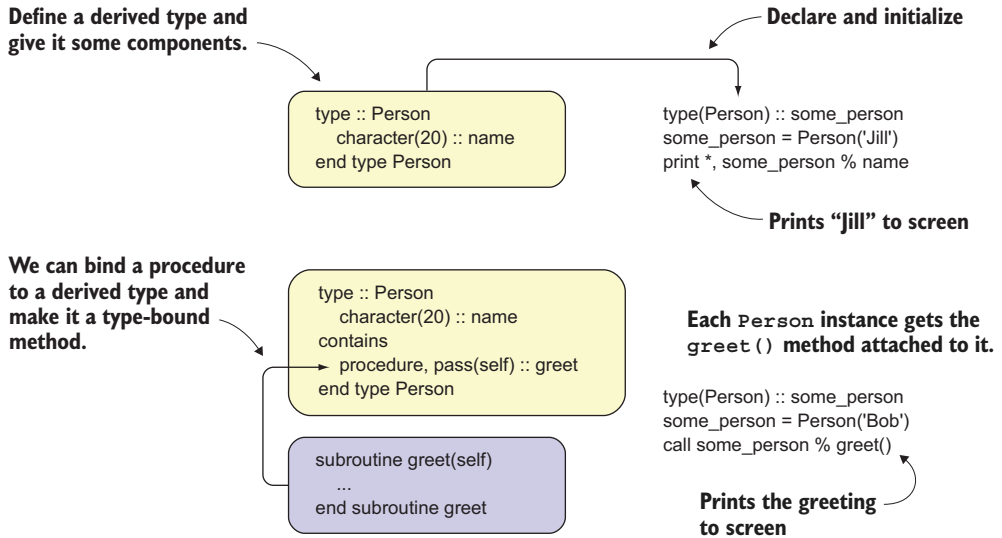 Define a derived type and
give it some components.
Declare and initialize
type :: Person
character(20) :: name
end type Person
type(Person) :: some_person
some_person = Person('Jill')
print *, some_person % name
Prints “Jill” to screen
We can bind a procedure
to a derived type and
make it a type-bound
method.
type :: Person
character(20) :: name
contains
procedure, pass(self) :: greet
end type Person
subroutine greet(self)
...
end subroutine greet
Each Person instance gets the
greet() method attached to it.
type(Person) :: some_person
some_person = Person('Bob')
call some_person % greet()
Prints the greeting
to screen